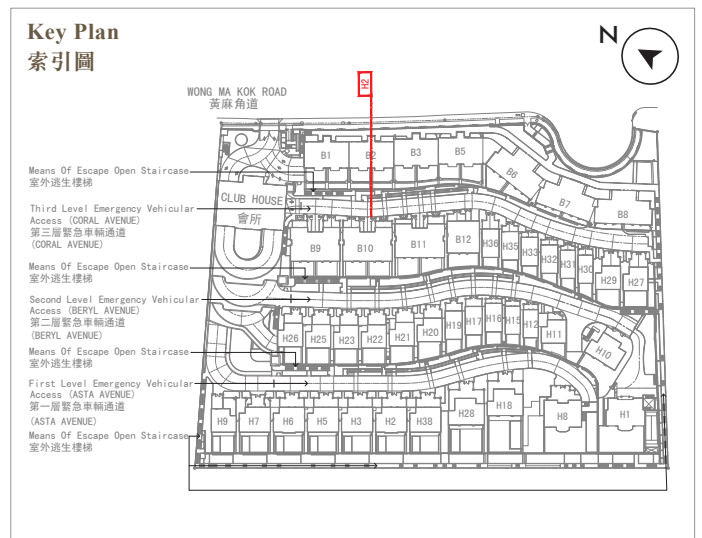 Key Plan
索引圖
N
H2
WONG MA KOK ROAD
黃麻角道
B1 B2 B3 B5
B6
B7
B8
Means Of Escape Open Staircase
室外逃生樓梯
CLUB HOUSE
會所
Third Level Emergency Vehicular
Access (CORAL AVENUE)
第三層緊急車輛通道
(CORAL AVENUE)
B9 B10 B11 B12 H36 H35 H33 H32 H31 H30 H29 H27
Means Of Escape Open Staircase
室外逃生樓梯
Second Level Emergency Vehicular
Access (BERYL AVENUE)
第二層緊急車輛通道
(BERYL AVENUE)
H26 H25 H23 H22 H21 H20 H19 H17 H16 H15 H12 H11 H10
Means Of Escape Open Staircase
室外逃生樓梯
First Level Emergency Vehicular
Access (ASTA AVENUE)
第一層緊急車輛通道
(ASTA AVENUE)
H9 H7 H6 H5 H3 H2 H38 H28 H18 H8 H1
Means Of Escape Open Staircase
室外逃生樓梯